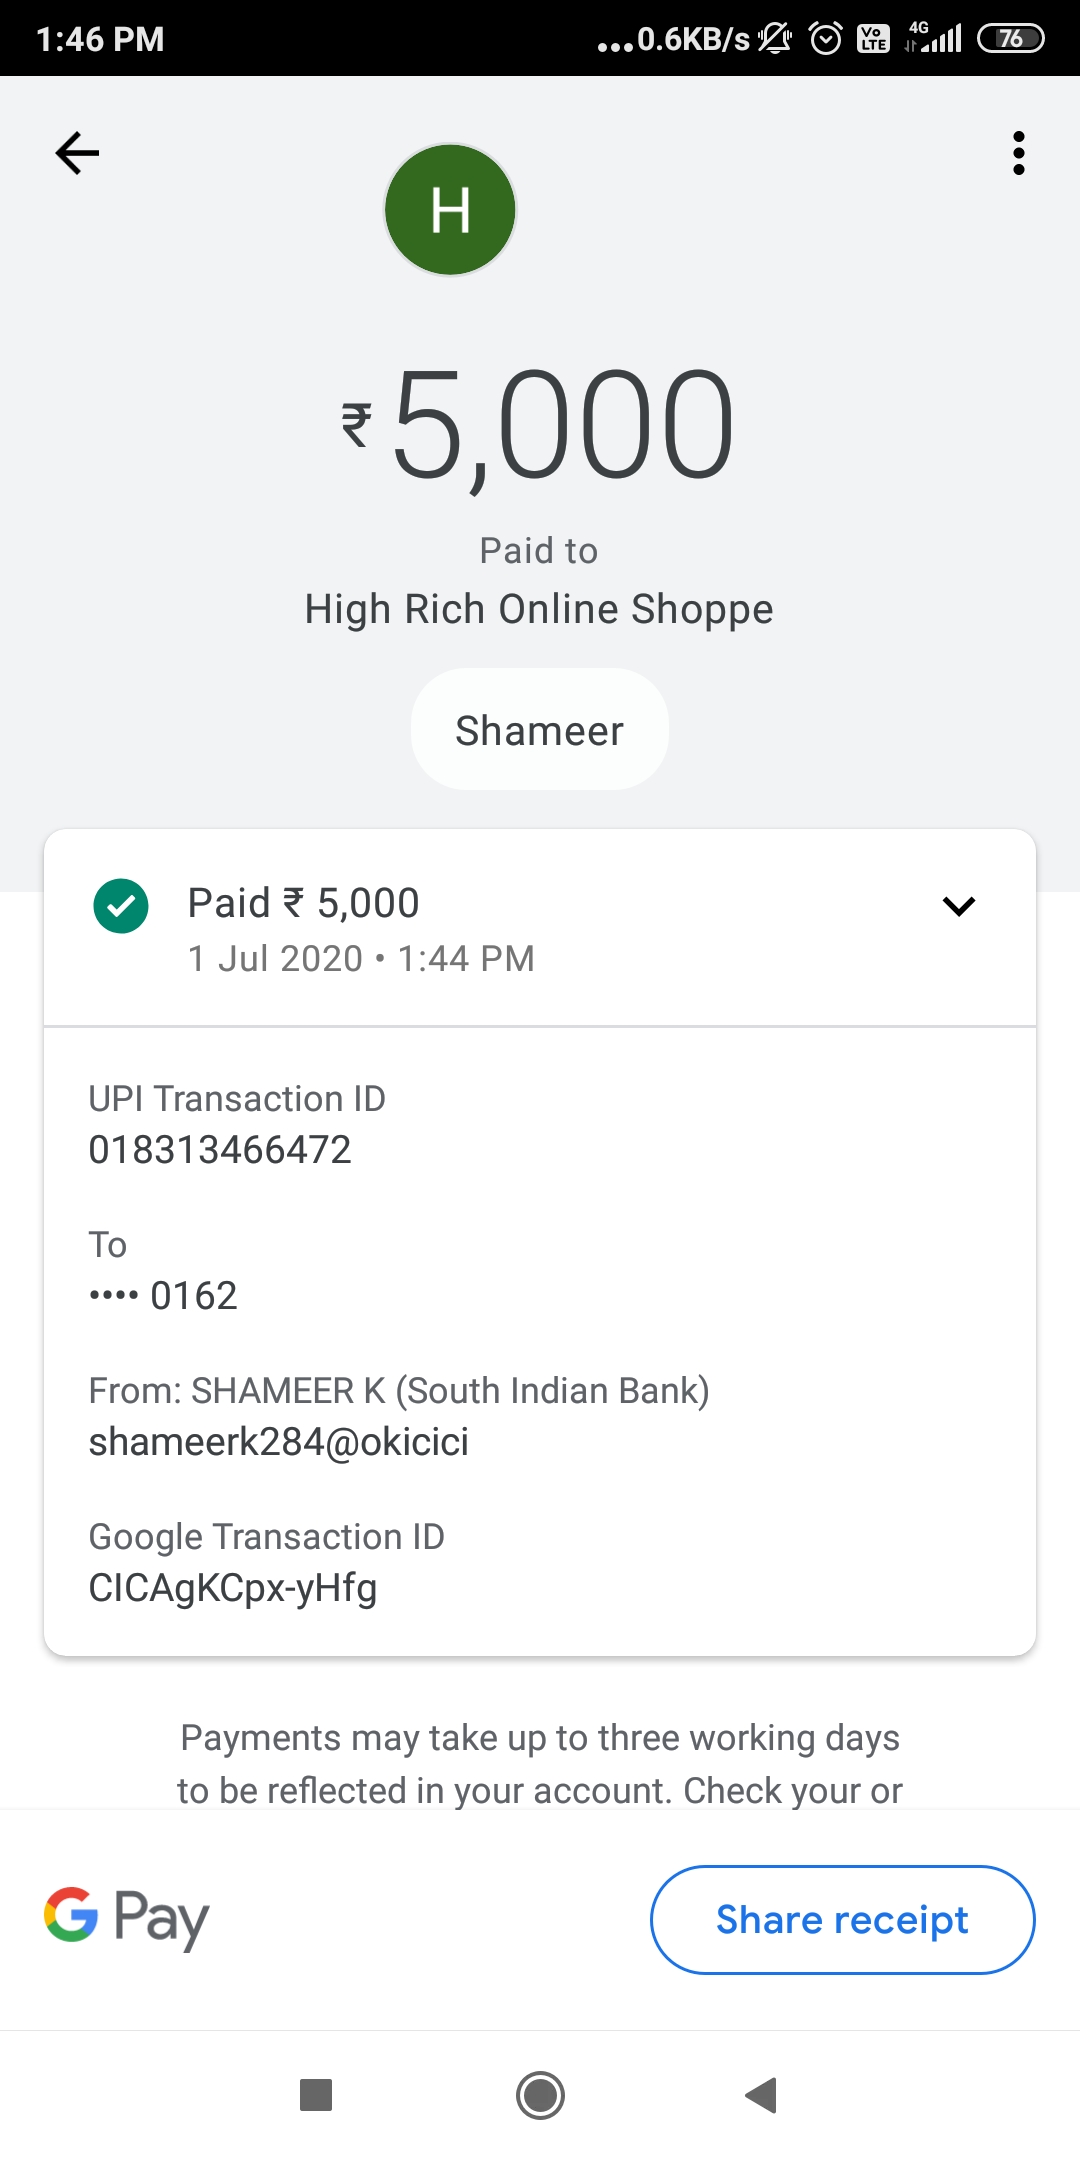 1:46 PM
...0.6KB/s Vo LTE 4G 76
H
₹5,000
Paid to
High Rich Online Shoppe
Shameer
Paid ₹ 5,000
1 Jul 2020 • 1:44 PM
UPI Transaction ID
018313466472
To
•••• 0162
From: SHAMEER K (South Indian Bank)
shameerk284@okicici
Google Transaction ID
CICAgKCpx-yHfg
Payments may take up to three working days
to be reflected in your account. Check your or
G Pay
Share receipt